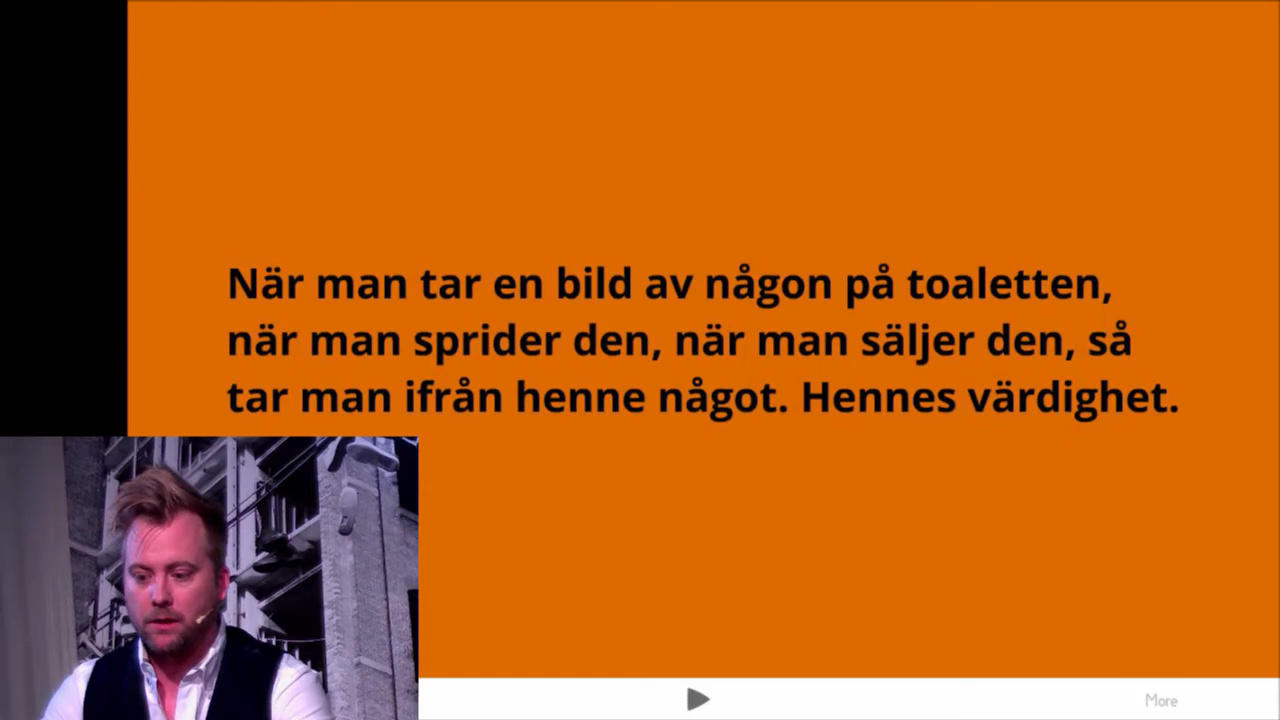 När man tar en bild av någon på toaletten,
när man sprider den, när man säljer den, så
tar man ifrån henne något. Hennes värdighet.
More